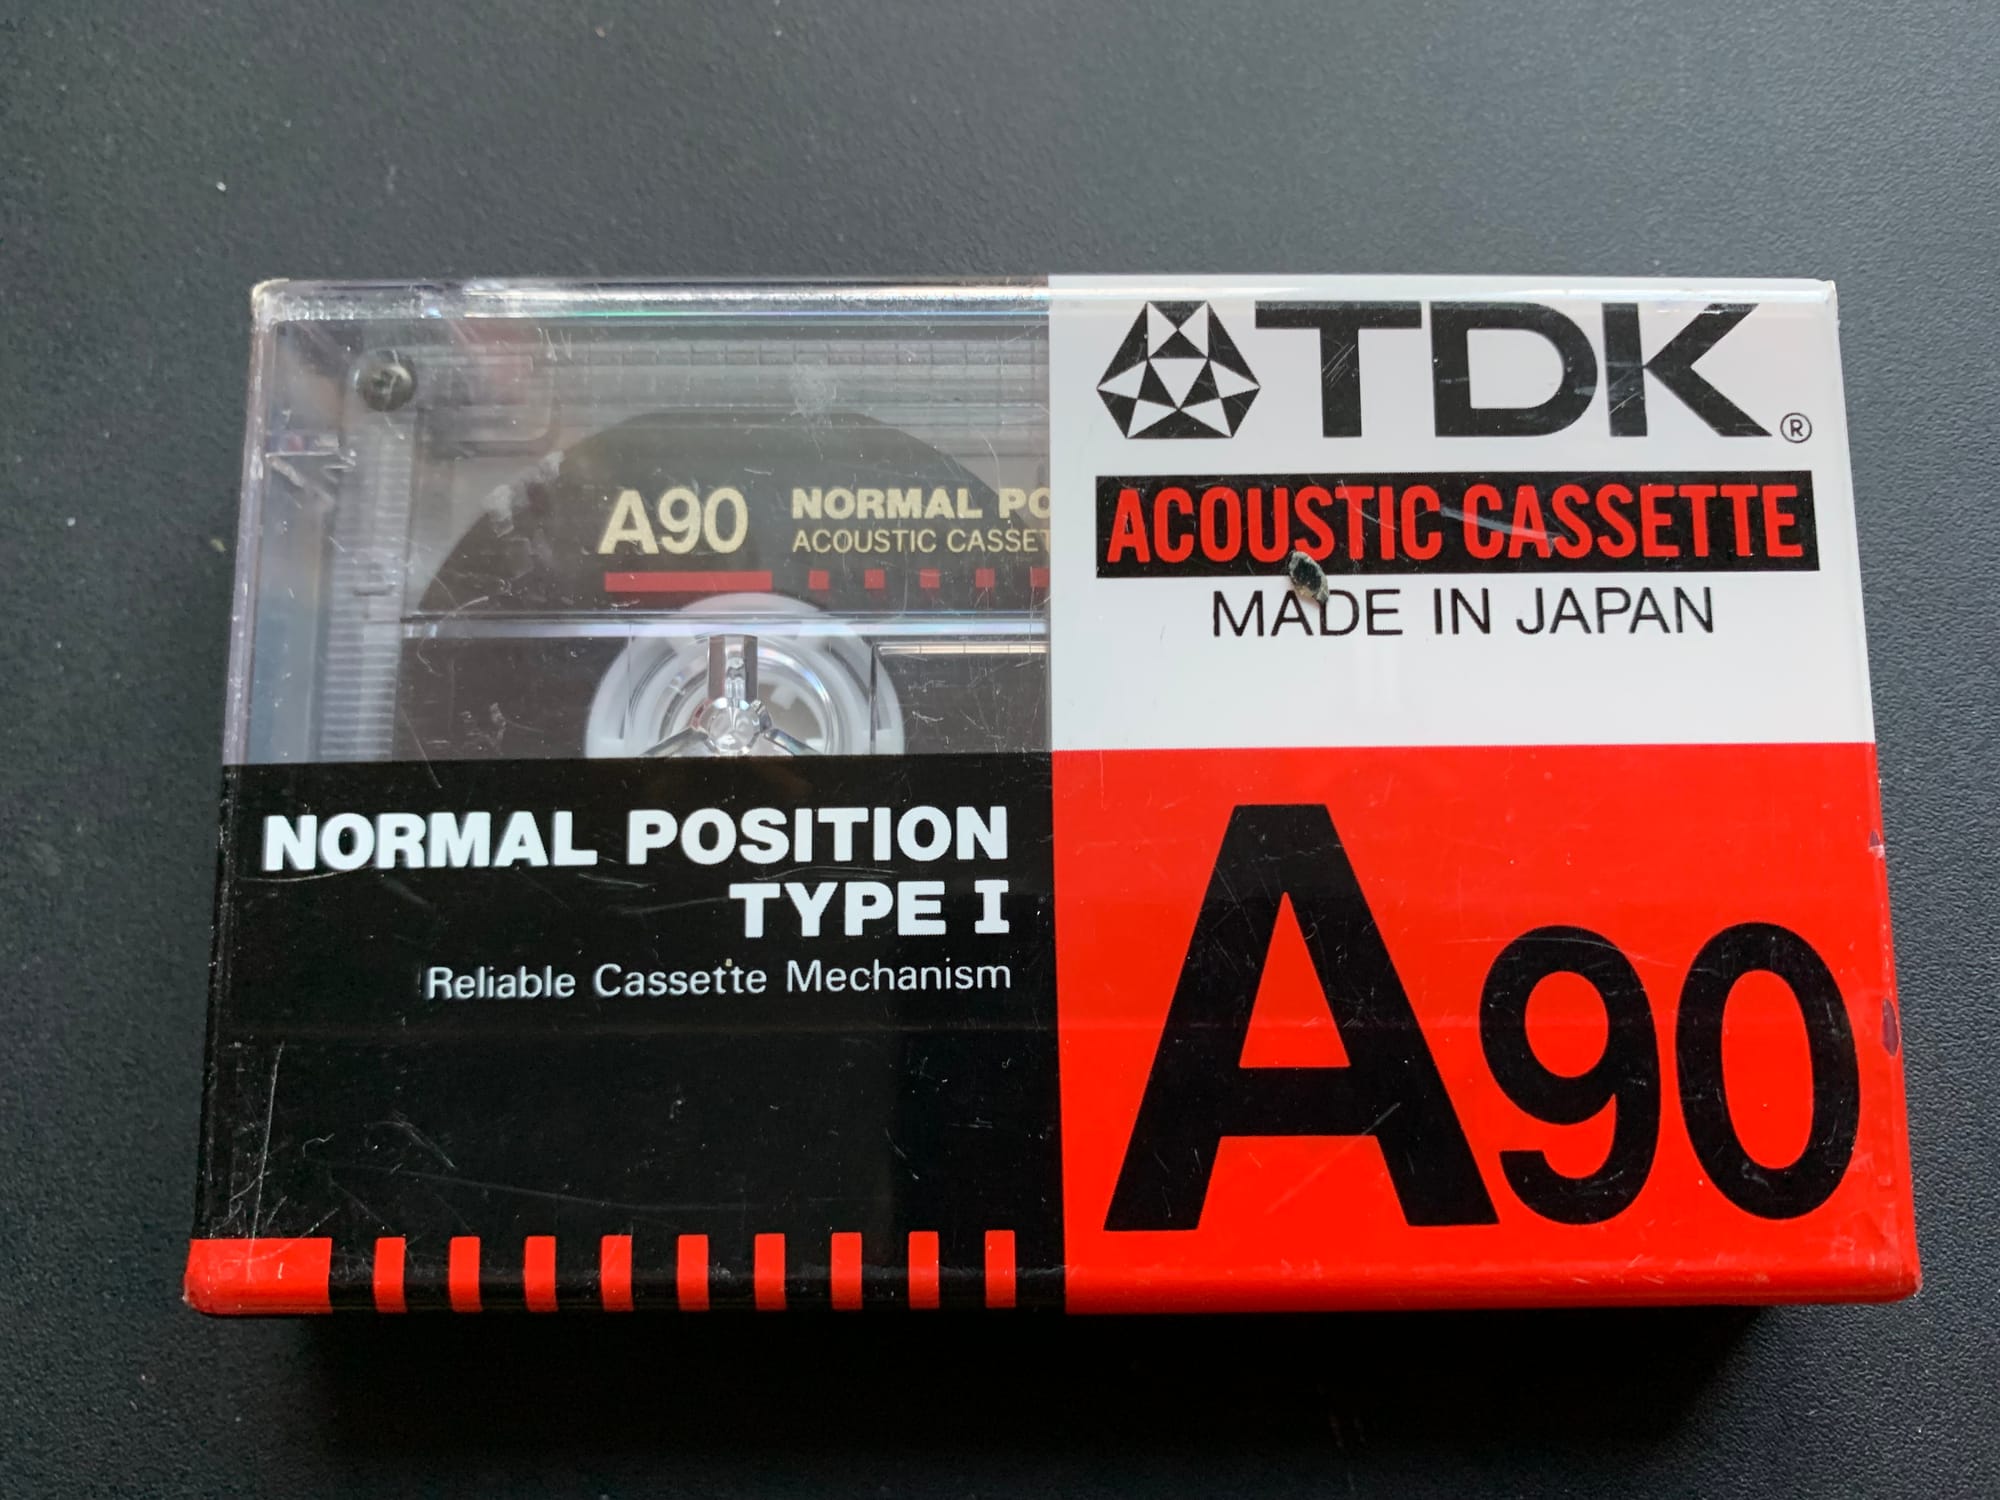 A90
NORMAL PO
ACOUSTIC CASSET
NORMAL POSITION
TYPE I
Reliable Cassette Mechanism
TDK®
ACOUSTIC CASSETTE
MADE IN JAPAN
A90